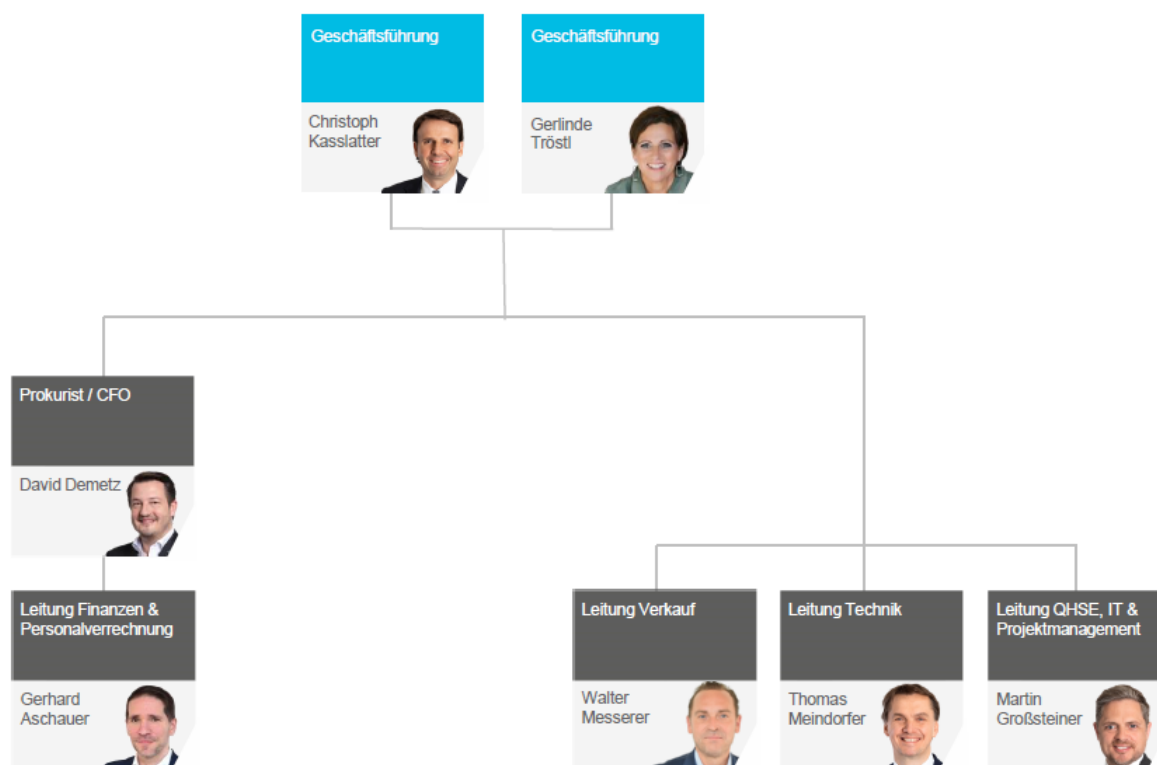 Geschäftsführung
Christoph
Kasslatter
Geschäftsführung
Gerlinde
Tröstl
Prokurist / CFO
David Demetz
Leitung Finanzen &
Personalverrechnung
Gerhard
Aschauer
Leitung Verkauf
Walter
Messerer
Leitung Technik
Thomas
Meindorfer
Leitung QHSE, IT &
Projektmanagement
Martin
Großsteiner